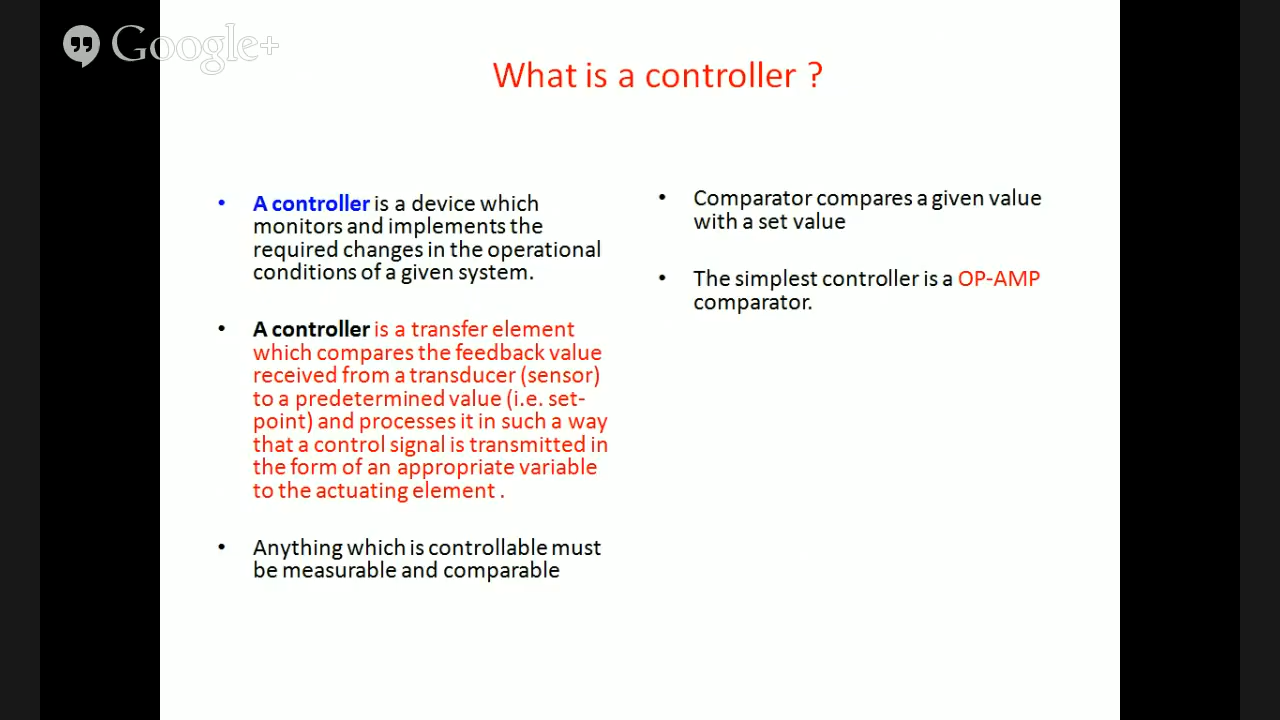 Google+
What is a controller ?
• A controller is a device which
monitors and implements the
required changes in the operational
conditions of a given system.
• A controller is a transfer element
which compares the feedback value
received from a transducer (sensor)
to a predetermined value (i.e. set-
point) and processes it in such a way
that a control signal is transmitted in
the form of an appropriate variable
to the actuating element .
• Anything which is controllable must
be measurable and comparable
• Comparator compares a given value
with a set value
• The simplest controller is a OP-AMP
comparator.